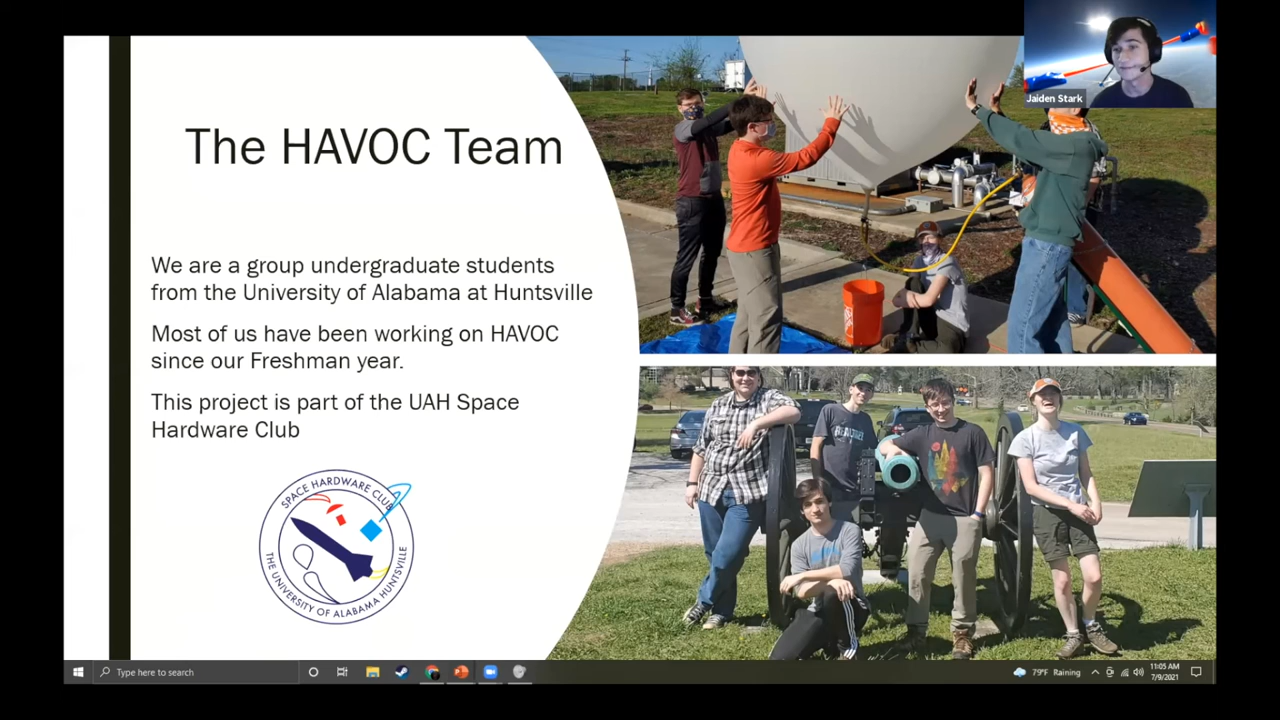 Jaiden Stark
The HAVOC Team
We are a group undergraduate students
from the University of Alabama at Huntsville
Most of us have been working on HAVOC
since our Freshman year.
This project is part of the UAH Space
Hardware Club
SPACE HARDWARE CLUB
THE UNIVERSITY OF ALABAMA HUNTSVILLE
Type here to search
79°F Raining
11:05 AM
7/9/2021